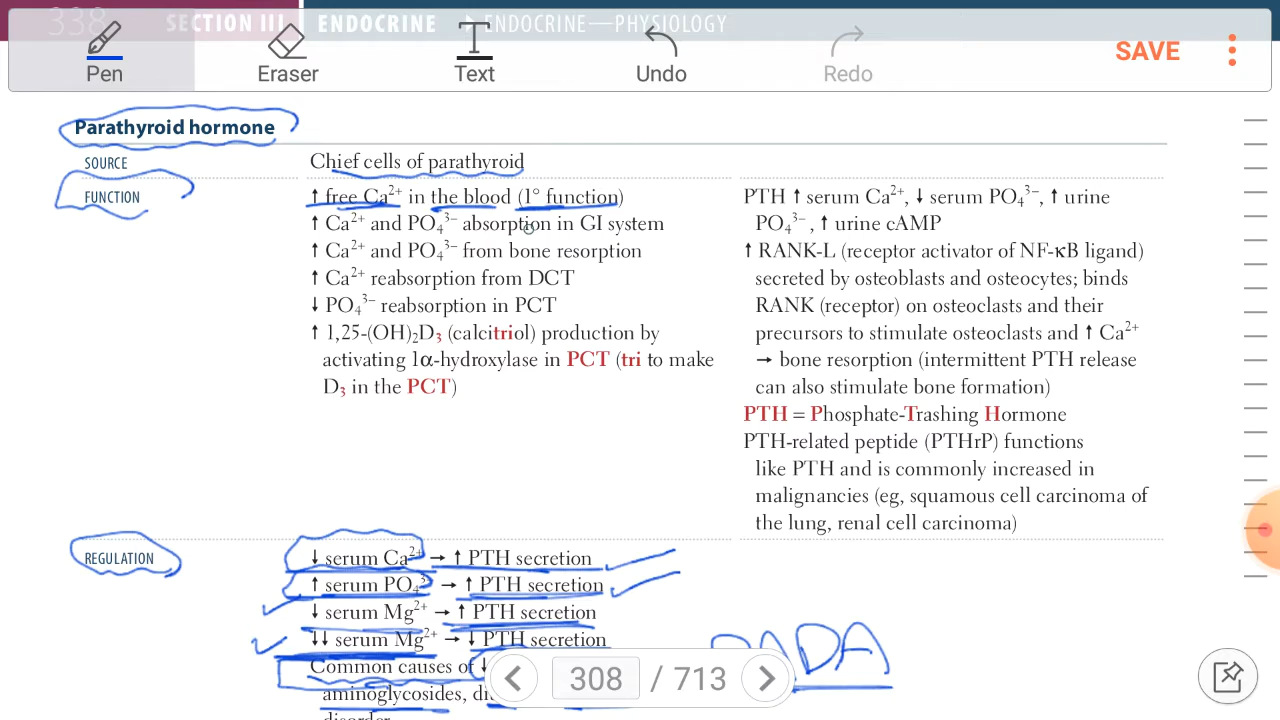 338 SECTION III ENDOCRINE ▶ ENDOCRINE—PHYSIOLOGY
Pen Eraser Text Undo Redo SAVE
Parathyroid hormone
SOURCE Chief cells of parathyroid
FUNCTION ↑ free Ca²⁺ in the blood (1° function)
↑ Ca²⁺ and PO₄³⁻ absorption in GI system
↑ Ca²⁺ and PO₄³⁻ from bone resorption
↑ Ca²⁺ reabsorption from DCT
↓ PO₄³⁻ reabsorption in PCT
↑ 1,25-(OH)₂D₃ (calcitriol) production by
activating 1α-hydroxylase in PCT (tri to make
D₃ in the PCT)
PTH ↑ serum Ca²⁺, ↓ serum PO₄³⁻, ↑ urine
PO₄³⁻, ↑ urine cAMP
↑ RANK-L (receptor activator of NF-κB ligand)
secreted by osteoblasts and osteocytes; binds
RANK (receptor) on osteoclasts and their
precursors to stimulate osteoclasts and ↑ Ca²⁺
→ bone resorption (intermittent PTH release
can also stimulate bone formation)
PTH = Phosphate-Trashing Hormone
PTH-related peptide (PTHrP) functions
like PTH and is commonly increased in
malignancies (eg, squamous cell carcinoma of
the lung, renal cell carcinoma)
REGULATION ↓ serum Ca²⁺ → ↑ PTH secretion
↑ serum PO₄³⁻ → ↑ PTH secretion
↓ serum Mg²⁺ → ↑ PTH secretion
↓↓ serum Mg²⁺ → ↓ PTH secretion
Common causes of ↓
aminoglycosides,
disorder
308 / 713